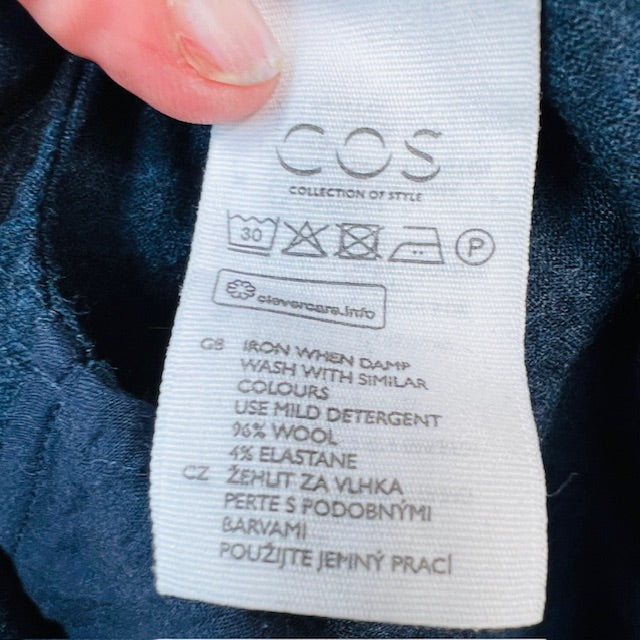 COS
COLLECTION OF STYLE
30
P
clevercare.info
GB IRON WHEN DAMP
WASH WITH SIMILAR
COLOURS
USE MILD DETERGENT
96% WOOL
4% ELASTANE
CZ ŽEHLIT ZA VLHKA
PERTE S PODOBNÝMI
BARVAMI
POUŽIJTE JEMNÝ PRACÍ